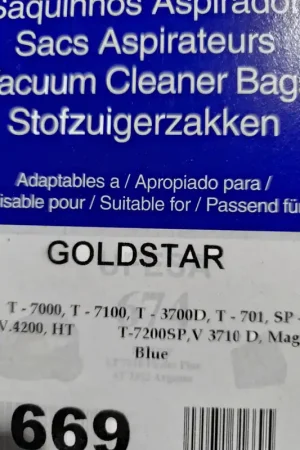 Saquinhos Aspirador
Sacs Aspirateurs
acuum Cleaner Bag
Stofzuigerzakken
Adaptables a / Apropiado para /
isable pour / Suitable for / Passend fü
GOLDSTAR
T - 7000, T - 7100, T - 3700D, T - 701, SP -
V.4200, HT T-7200SP,V 3710 D, Mag
Blue
669